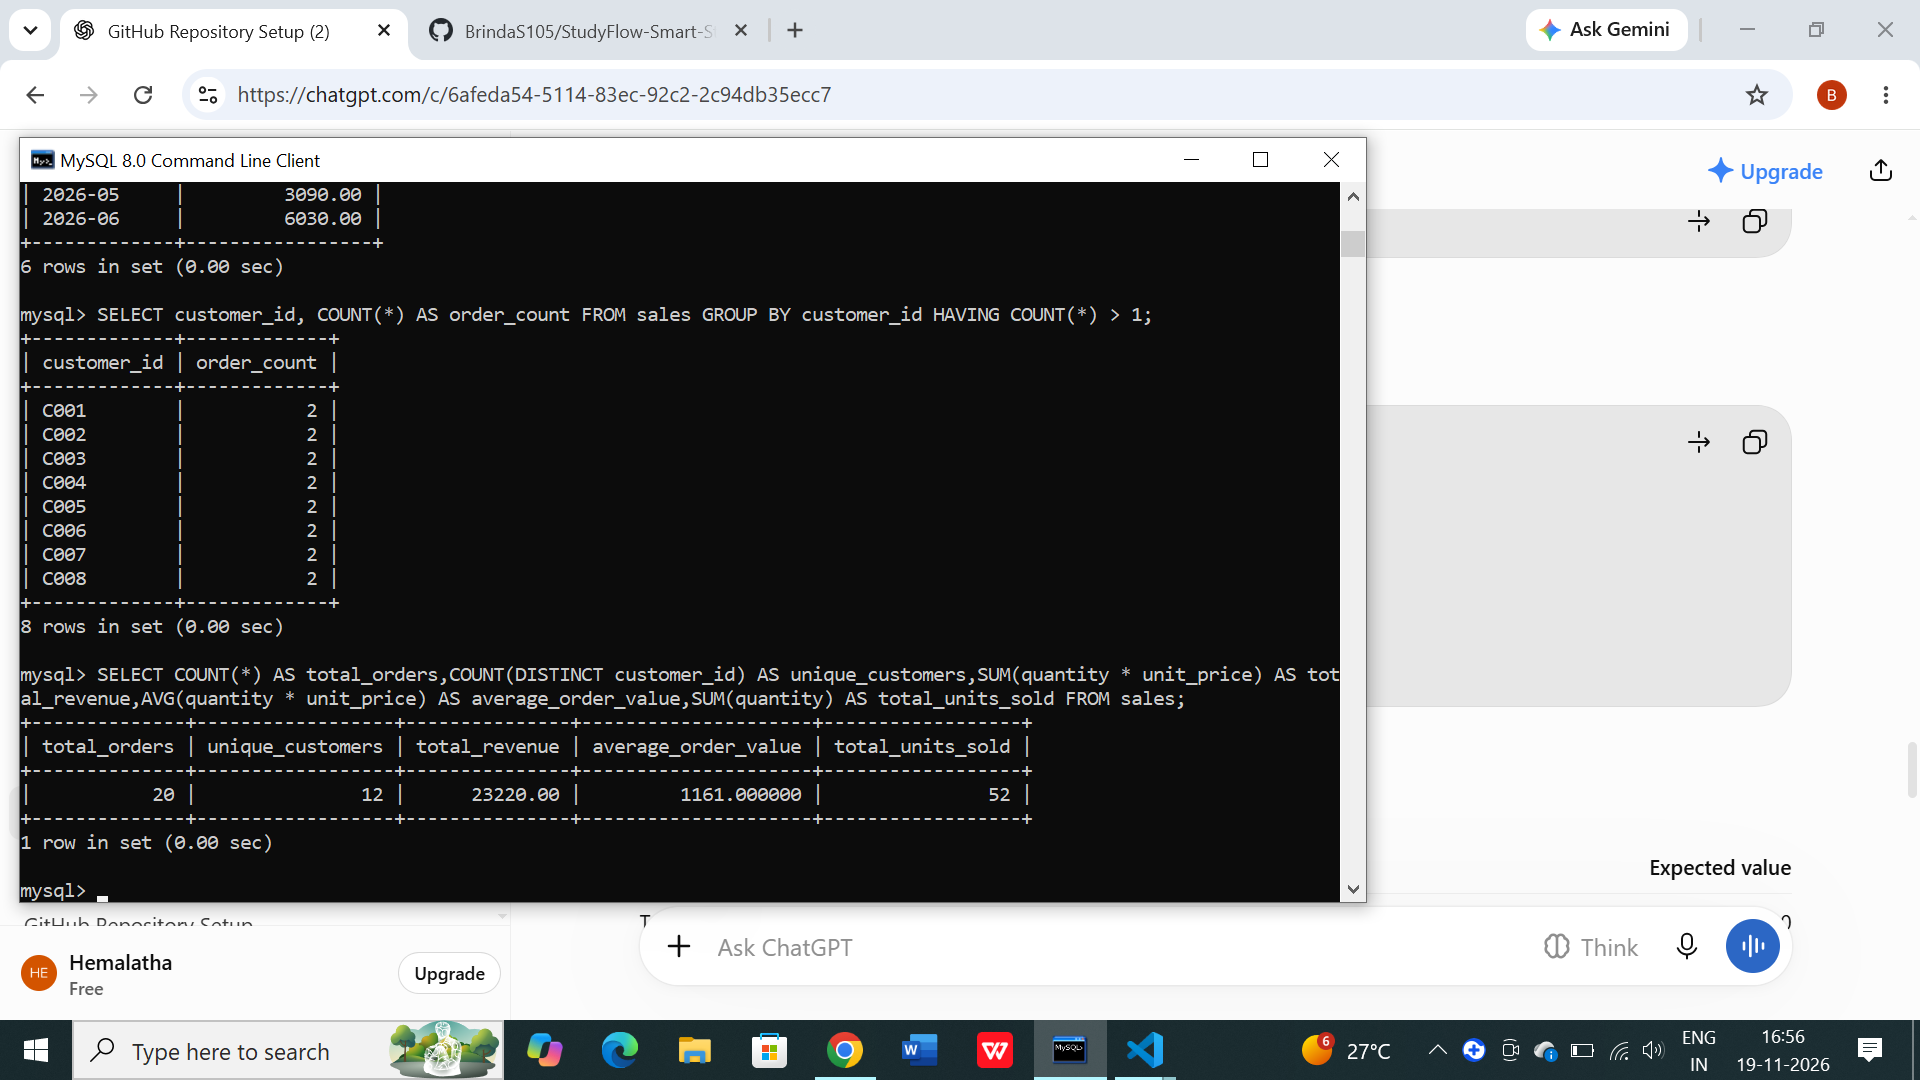 GitHub Repository Setup (2)
BrindaS105/StudyFlow-Smart-S
Ask Gemini
https://chatgpt.com/c/6afeda54-5114-83ec-92c2-2c94db35ecc7
B
MySQL 8.0 Command Line Client
Upgrade
| 2026-05     |         3090.00 |
| 2026-06     |         6030.00 |
+-------------+-----------------+
6 rows in set (0.00 sec)
mysql> SELECT customer_id, COUNT(*) AS order_count FROM sales GROUP BY customer_id HAVING COUNT(*) > 1;
+-------------+-------------+
| customer_id | order_count |
+-------------+-------------+
| C001        |           2 |
| C002        |           2 |
| C003        |           2 |
| C004        |           2 |
| C005        |           2 |
| C006        |           2 |
| C007        |           2 |
| C008        |           2 |
+-------------+-------------+
8 rows in set (0.00 sec)
mysql> SELECT COUNT(*) AS total_orders,COUNT(DISTINCT customer_id) AS unique_customers,SUM(quantity * unit_price) AS tot
al_revenue,AVG(quantity * unit_price) AS average_order_value,SUM(quantity) AS total_units_sold FROM sales;
+--------------+------------------+---------------+---------------------+------------------+
| total_orders | unique_customers | total_revenue | average_order_value | total_units_sold |
+--------------+------------------+---------------+---------------------+------------------+
|           20 |               12 |      23220.00 |         1161.000000 |               52 |
+--------------+------------------+---------------+---------------------+------------------+
1 row in set (0.00 sec)
mysql>
Expected value
GitHub Repository Setup
Ask ChatGPT
Think
HE
Hemalatha
Free
Upgrade
Type here to search
6
27°C
ENG
IN
16:56
19-11-2026